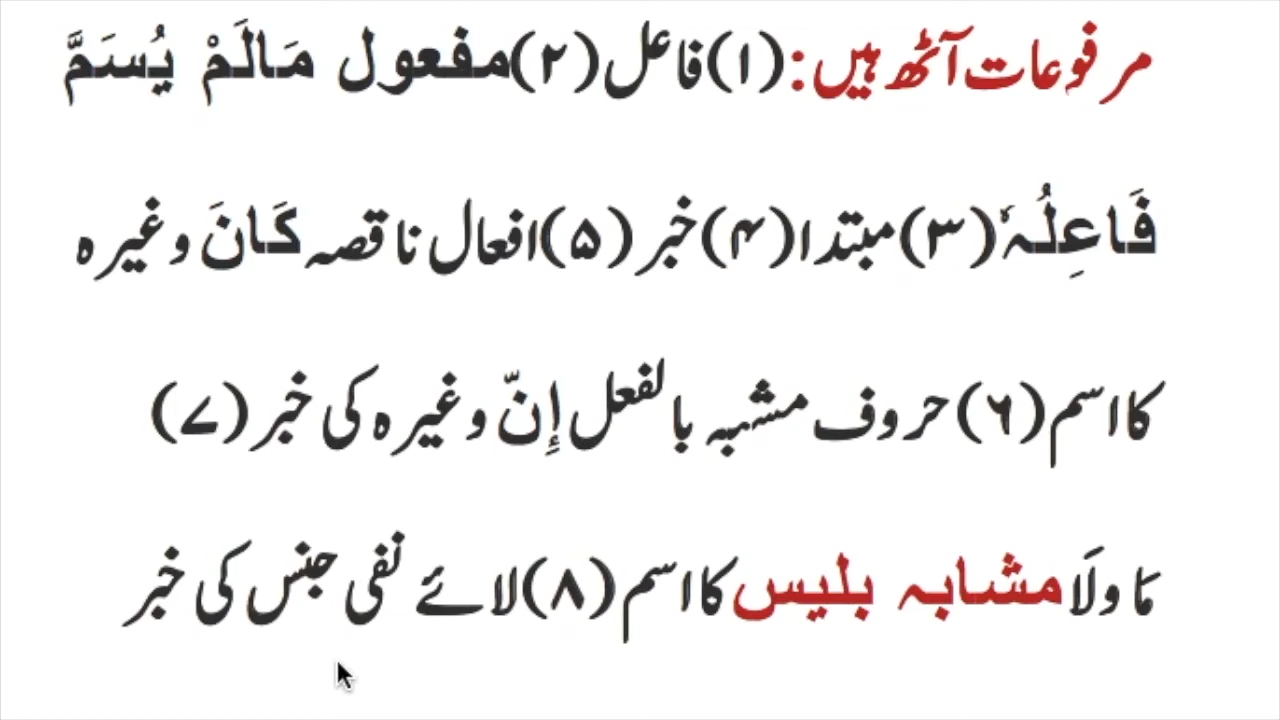 مرفوعات آٹھ ہیں: (۱)فاعل(۲)مفعول مَالَمْ يُسَمَّ
فَاعِلُہٗ(۳)مبتدا(۴)خبر(۵)افعال ناقصہ كَانَ وغیرہ
کا اسم(٦)حروف مشبہ بالفعل إِنّ وغیرہ کی خبر(۷)
مَا ولَا مشابہ بلیس کا اسم(۸)لائے نفی جنس کی خبر